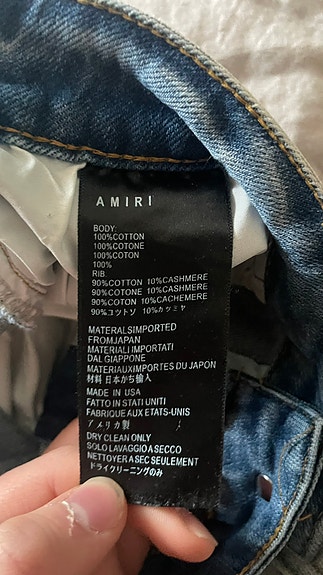 AMIRI
BODY:
100%COTTON
100%COTONE
100%COTON
100%
RIB:
90%COTTON 10%CASHMERE
90%COTONE 10%CASHMERE
90%COTON 10%CACHEMERE
90%コットソ 10%カッミヤ
MATERALSIMPORTED
FROMJAPAN
MATERIALI IMPORTATI
DAL GIAPPONE
MATERIAUXIMPORTES DU JAPON
材料 日本から輸入
MADE IN USA
FATTO IN STATI UNITI
FABRIQUE AUX ETATS-UNIS
アメリカ製
DRY CLEAN ONLY
SOLO LAVAGGIO A SECCO
NETTOYER A SEC SEULEMENT
ドライクリーニングのみ